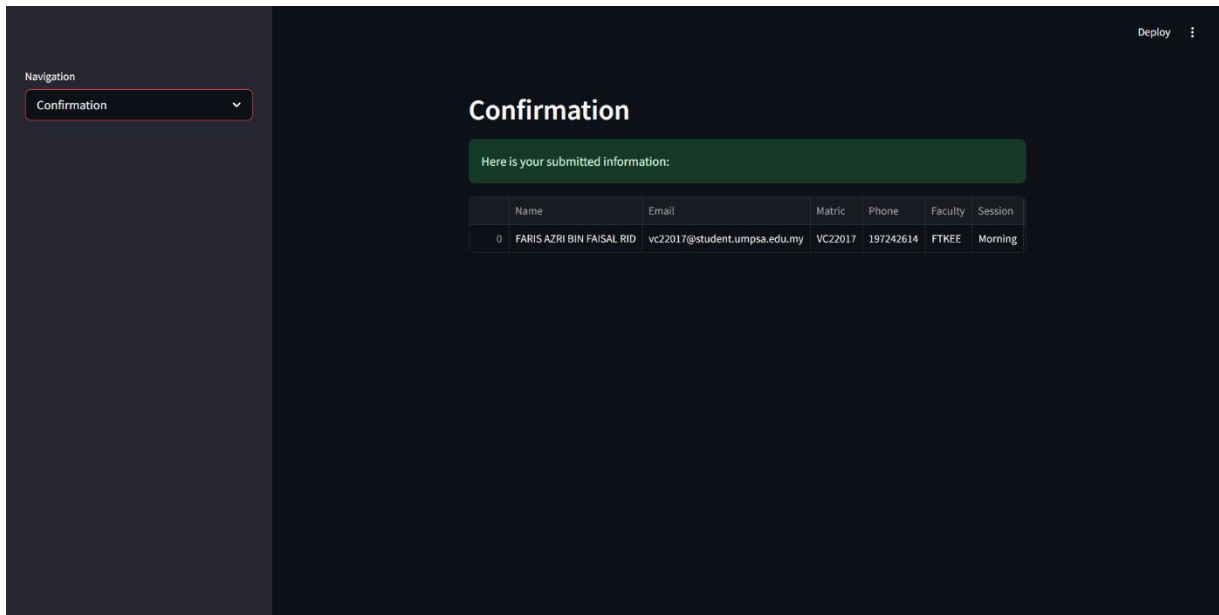 Deploy
Navigation
Confirmation
Confirmation
Here is your submitted information:
Name Email Matric Phone Faculty Session
0 FARIS AZRI BIN FAISAL RID vc22017@student.umpsa.edu.my VC22017 197242614 FTKEE Morning